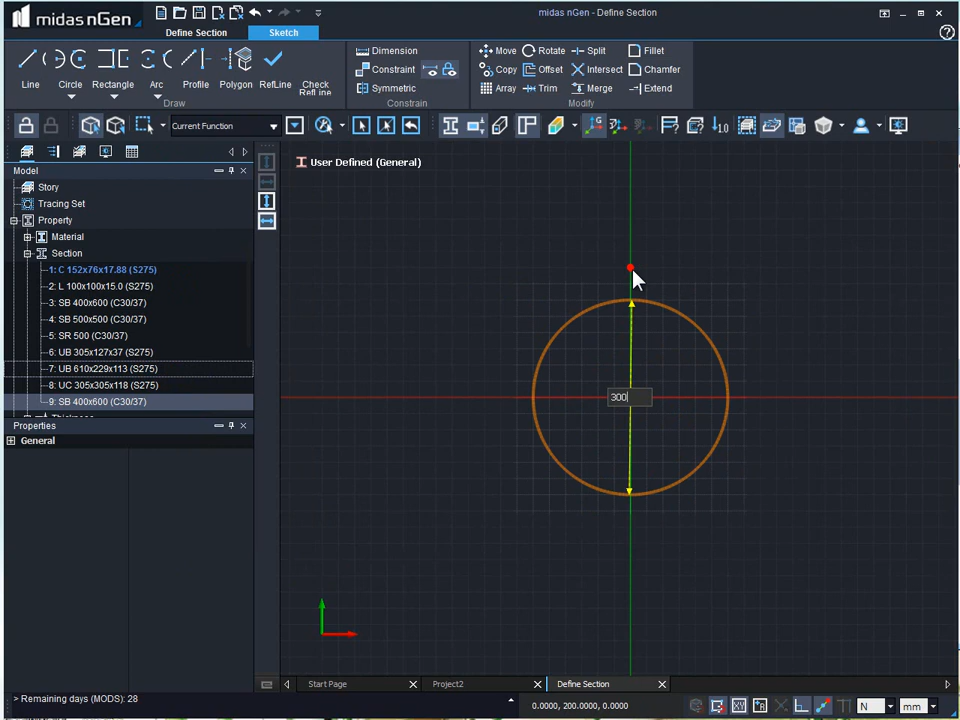 midas nGen
midas nGen - Define Section
Define Section
Sketch
Line
Circle
Rectangle
Arc
Profile
Polygon
RefLine
Check
RefLine
Draw
Dimension
Constraint
Symmetric
Constrain
Move
Rotate
Split
Fillet
Copy
Offset
Intersect
Chamfer
Array
Trim
Merge
Extend
Modify
Current Function
1.0
Model
Story
Tracing Set
Property
Material
Section
1: C 152x76x17.88 (S275)
2: L 100x100x15.0 (S275)
3: SB 400x600 (C30/37)
4: SB 500x500 (C30/37)
5: SR 500 (C30/37)
6: UB 305x127x37 (S275)
7: UB 610x229x113 (S275)
8: UC 305x305x118 (S275)
9: SB 400x600 (C30/37)
Properties
General
User Defined (General)
300
Start Page
Project2
Define Section
> Remaining days (MODS): 28
0.0000, 200.0000, 0.0000
N
mm